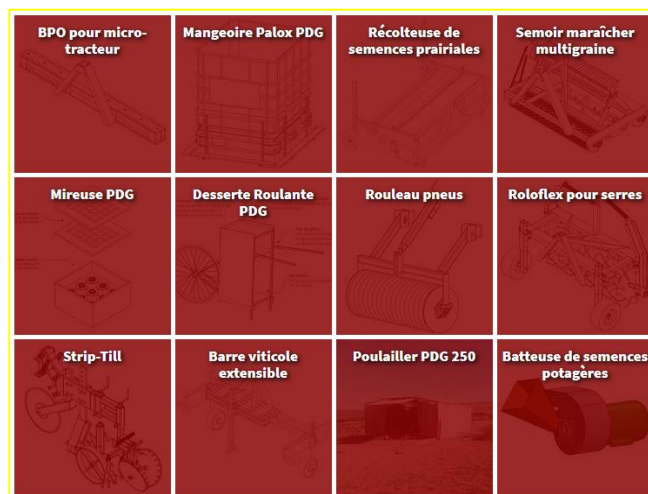 BPO pour micro-
tracteur
Mangeoire Palox PDG
Récolteuse de
semences prairiales
Semoir maraîcher
multigraine
Mireuse PDG
Desserte Roulante
PDG
Rouleau pneus
Roloflex pour serres
Strip-Till
Barre viticole
extensible
Poulailler PDG 250
Batteuse de semences
potagères